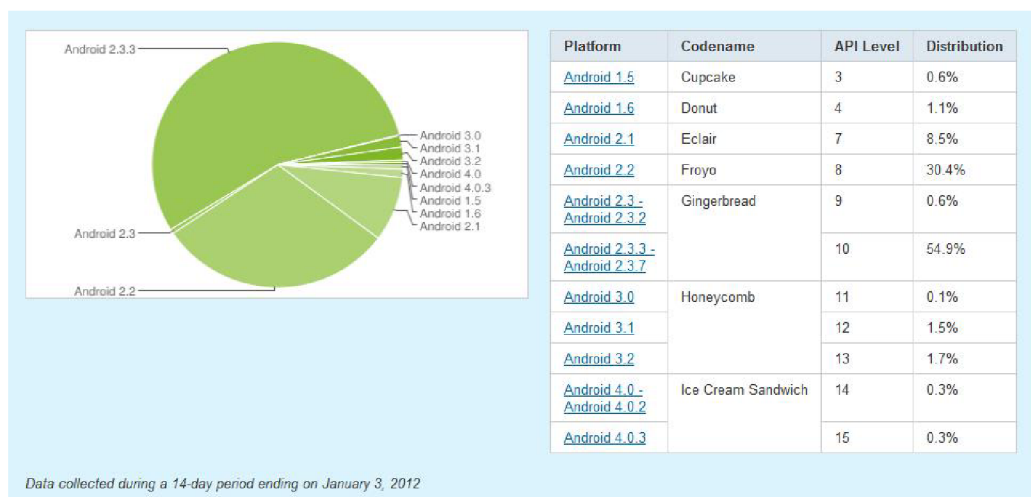 Android 2.3.3
Android 3.0
Android 3.1
Android 3.2
Android 4.0
Android 4.0.3
Android 1.5
Android 1.6
Android 2.1
Android 2.3
Android 2.2
Platform Codename API Level Distribution
Android 1.5 Cupcake 3 0.6%
Android 1.6 Donut 4 1.1%
Android 2.1 Eclair 7 8.5%
Android 2.2 Froyo 8 30.4%
Android 2.3 - Gingerbread 9 0.6%
Android 2.3.2
Android 2.3.3 - 10 54.9%
Android 2.3.7
Android 3.0 Honeycomb 11 0.1%
Android 3.1 12 1.5%
Android 3.2 13 1.7%
Android 4.0 - Ice Cream Sandwich 14 0.3%
Android 4.0.2
Android 4.0.3 15 0.3%
Data collected during a 14-day period ending on January 3, 2012